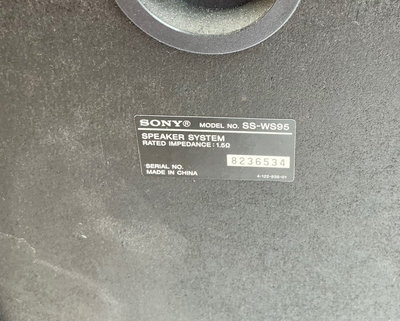 SONY® MODEL NO. SS-WS95
SPEAKER SYSTEM
RATED IMPEDANCE: 1.5Ω
SERIAL NO. 8236534
MADE IN CHINA